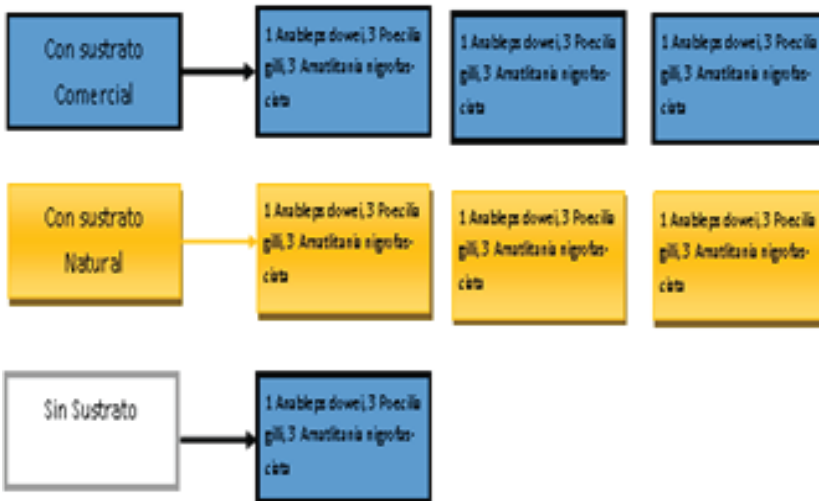 Con sustrato
Comercial
1 Anableps dowei, 3 Poecilia
gilli, 3 Amatitlania nigrofas-
ciata
1 Anableps dowei, 3 Poecilia
gilli, 3 Amatitlania nigrofas-
ciata
1 Anableps dowei, 3 Poecilia
gilli, 3 Amatitlania nigrofas-
ciata
Con sustrato
Natural
1 Anableps dowei, 3 Poecilia
gilli, 3 Amatitlania nigrofas-
ciata
1 Anableps dowei, 3 Poecilia
gilli, 3 Amatitlania nigrofas-
ciata
1 Anableps dowei, 3 Poecilia
gilli, 3 Amatitlania nigrofas-
ciata
Sin Sustrato
1 Anableps dowei, 3 Poecilia
gilli, 3 Amatitlania nigrofas-
ciata